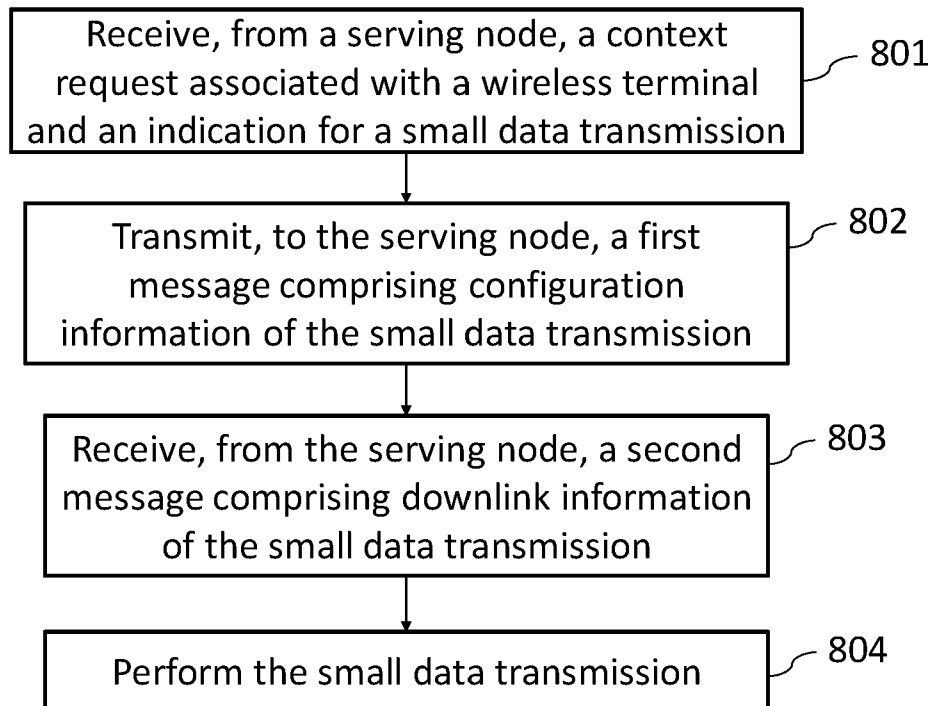 Receive, from a serving node, a context
request associated with a wireless terminal
and an indication for a small data transmission
801
Transmit, to the serving node, a first
message comprising configuration
information of the small data transmission
802
Receive, from the serving node, a second
message comprising downlink information
of the small data transmission
803
Perform the small data transmission
804